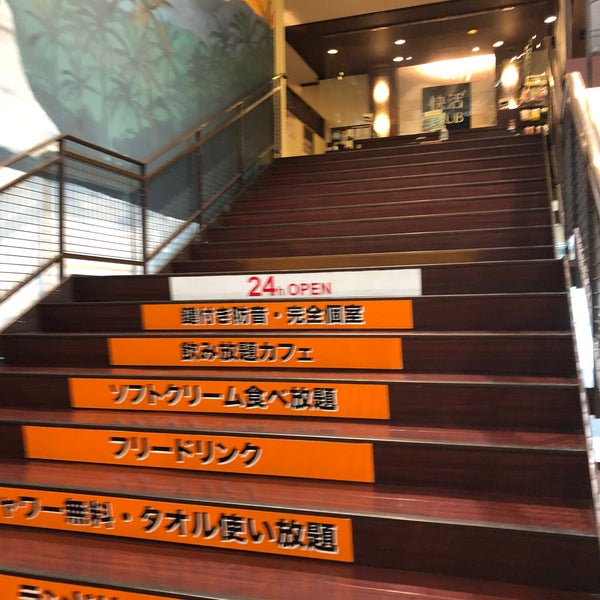 快活
CLUB
24h OPEN
鍵付き防音・完全個室
飲み放題カフェ
ソフトクリーム食べ放題
フリードリンク
ャワー無料・タオル使い放題